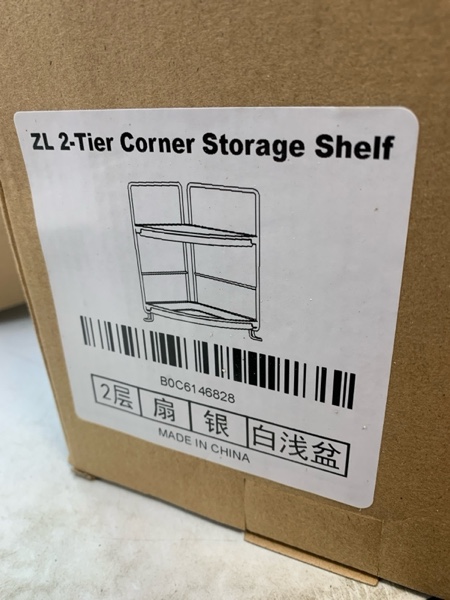 ZL 2-Tier Corner Storage Shelf
B0C6146828
2层 扇 银 白浅盆
MADE IN CHINA